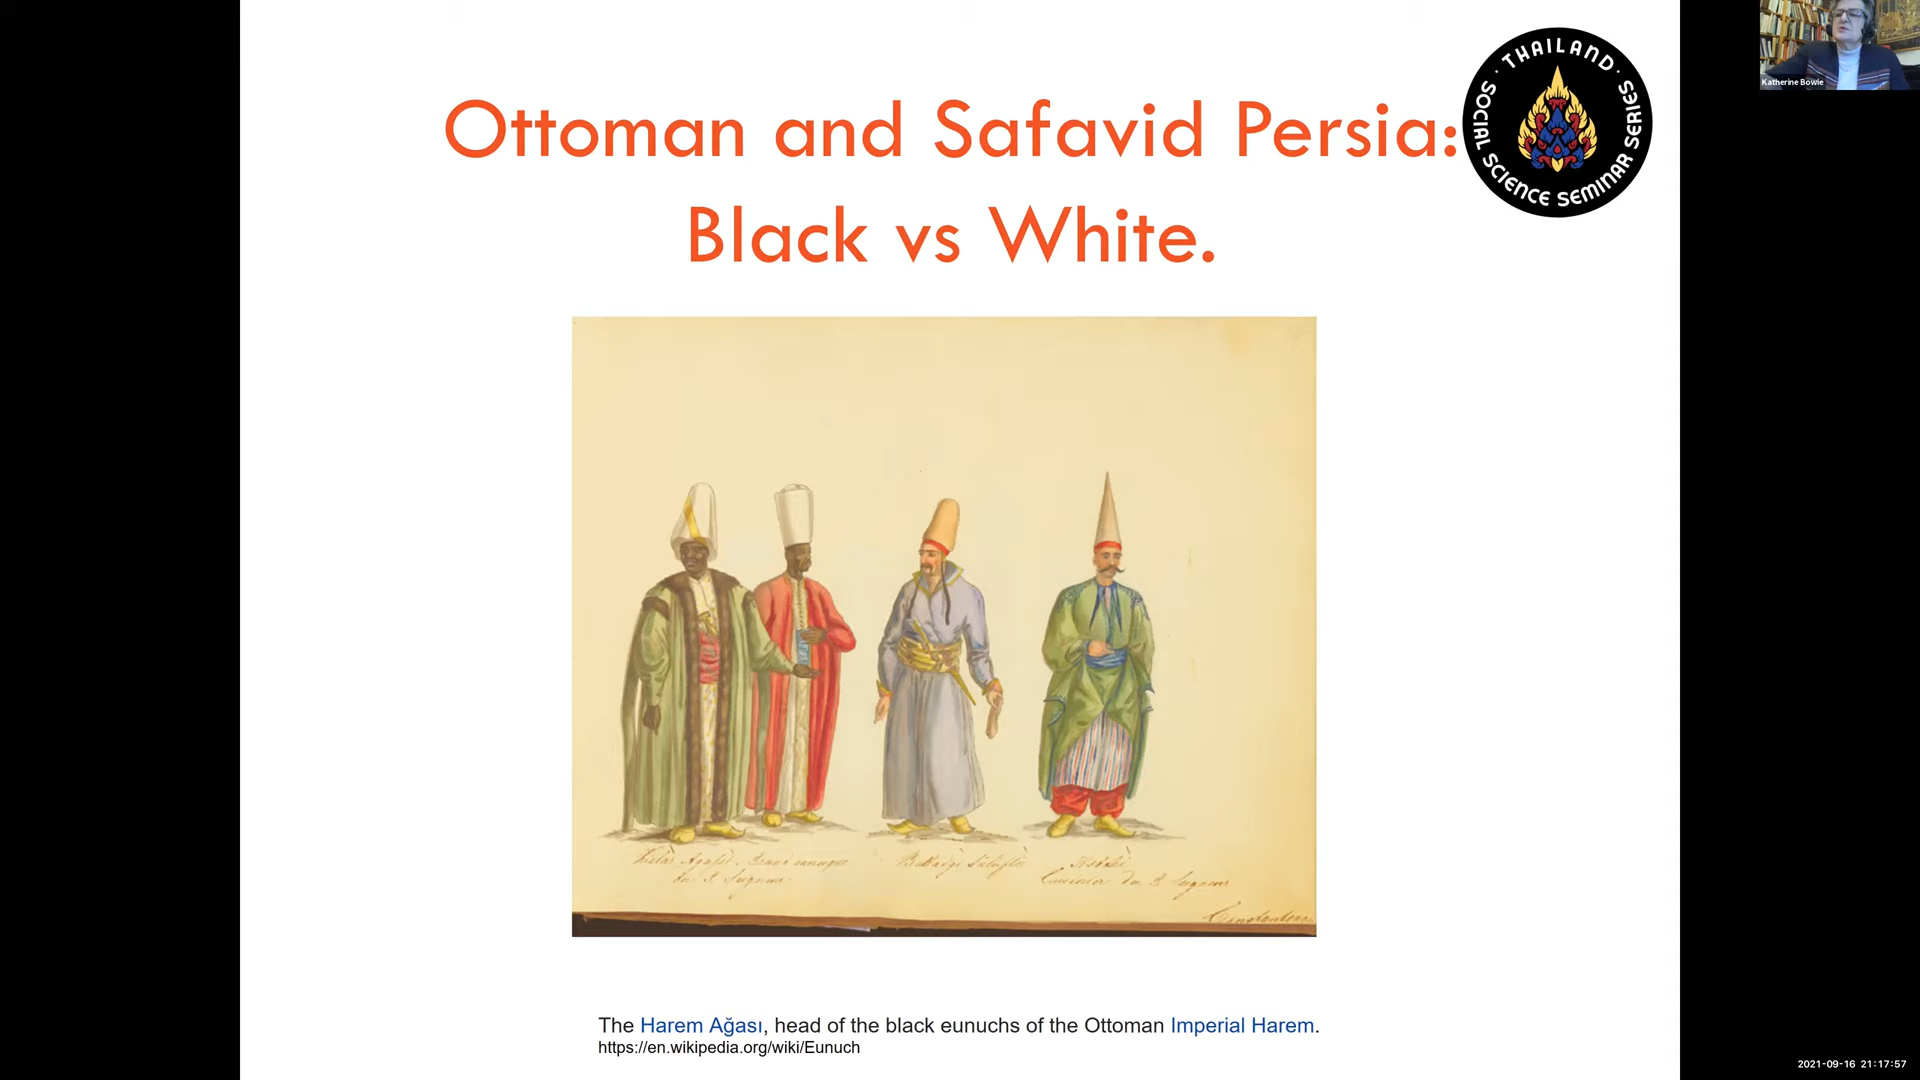 Ottoman and Safavid Persia:
Black vs White.
· THAILAND ·
SOCIAL SCIENCE SEMINAR SERIES
Katherine Bowie
Kislar Agassi
The Harem Ağası, head of the black eunuchs of the Ottoman Imperial Harem.
https://en.wikipedia.org/wiki/Eunuch
2021-09-16 21:17:57